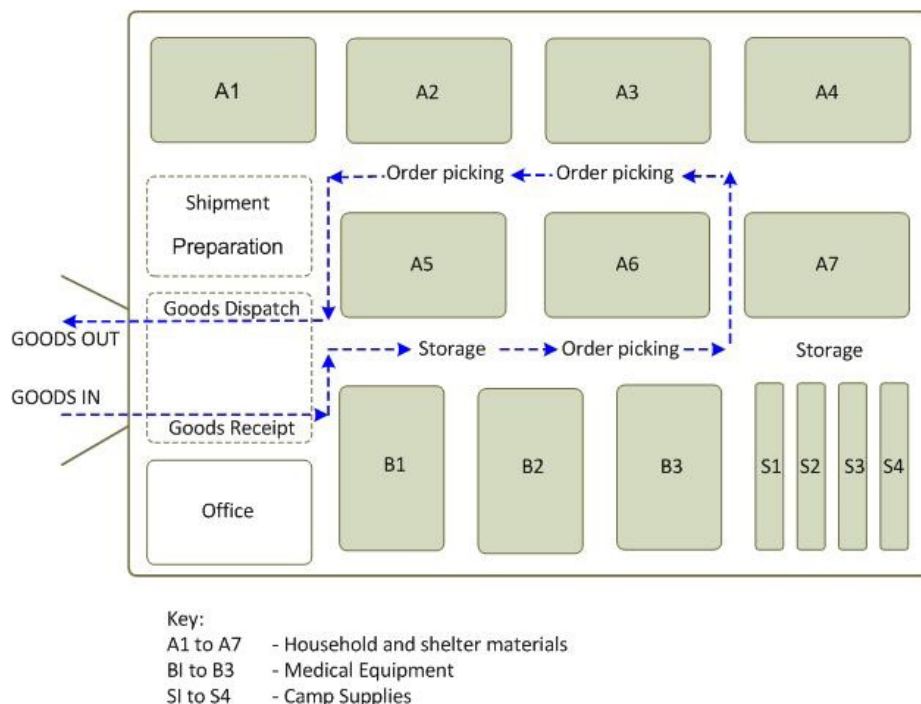 A1
A2
A3
A4
Order picking
Order picking
Shipment
Preparation
A5
A6
A7
Goods Dispatch
GOODS OUT
Storage
Order picking
Storage
GOODS IN
Goods Receipt
B1
B2
B3
S1
S2
S3
S4
Office
Key:
A1 to A7 - Household and shelter materials
BI to B3 - Medical Equipment
SI to S4 - Camp Supplies